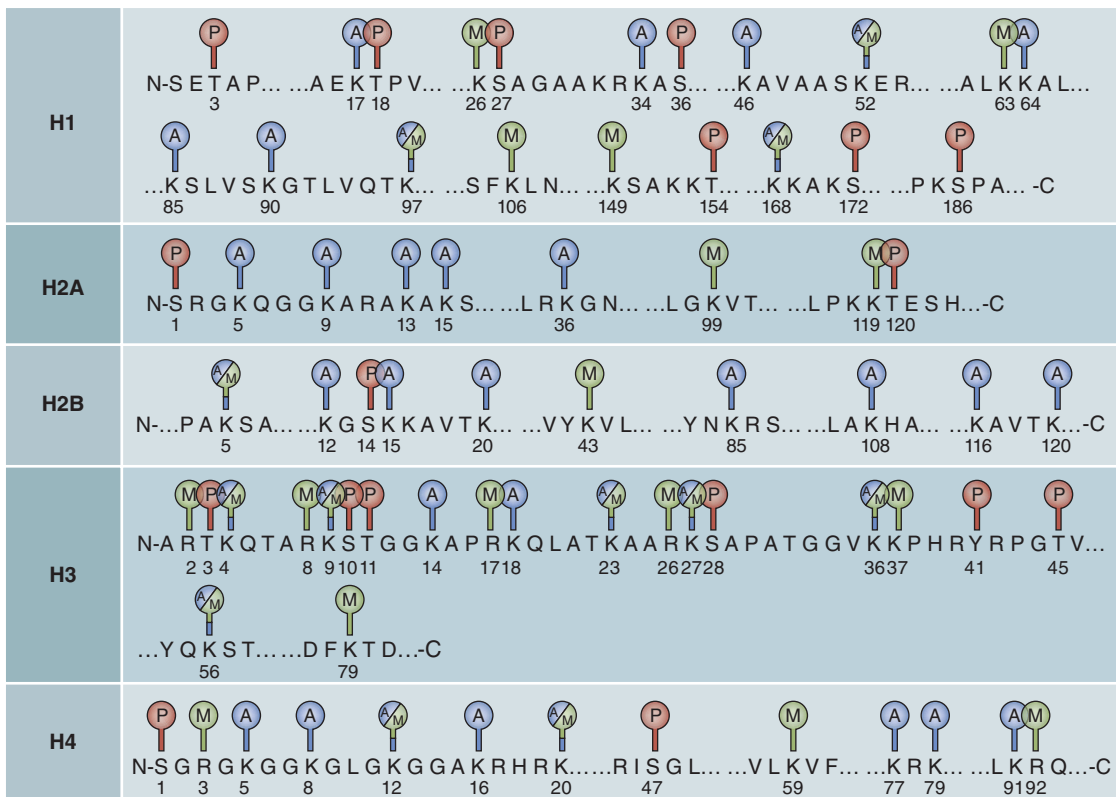 H1
P A P M P A P A A M M A
N-S E T A P... ...A E K T P V... ...K S A G A A K R K A S... ...K A V A A S K E R... ...A L K K A L...
3 17 18 26 27 34 36 46 52 63 64
A A A M M M P A M P P
...K S L V S K G T L V Q T K... ...S F K L N... ...K S A K K T... ...K K A K S... ...P K S P A... -C
85 90 97 106 149 154 168 172 186
H2A
P A A A A A M M P
N-S R G K Q G G K A R A K A K S... ...L R K G N... ...L G K V T... ...L P K K T E S H...-C
1 5 9 13 15 36 99 119 120
H2B
A M A P A A M A A A A
N-...P A K S A... ...K G S K K A V T K... ...V Y K V L... ...Y N K R S... ...L A K H A... ...K A V T K...-C
5 12 14 15 20 43 85 108 116 120
H3
M P A M M A M P P A M A A M M A M P A M M P P
N-A R T K Q T A R K S T G G K A P R K Q L A T K A A R K S A P A T G G V K K P H R Y R P G T V...
2 3 4 8 9 10 11 14 17 18 23 26 27 28 36 37 41 45
A M M
...Y Q K S T... ...D F K T D...-C
56 79
H4
P M A A A M A A M P M A A A M
N-S G R G K G G K G L G K G G A K R H R K... ...R I S G L... ...V L K V F... ...K R K... ...L K R Q...-C
1 3 5 8 12 16 20 47 59 77 79 91 92